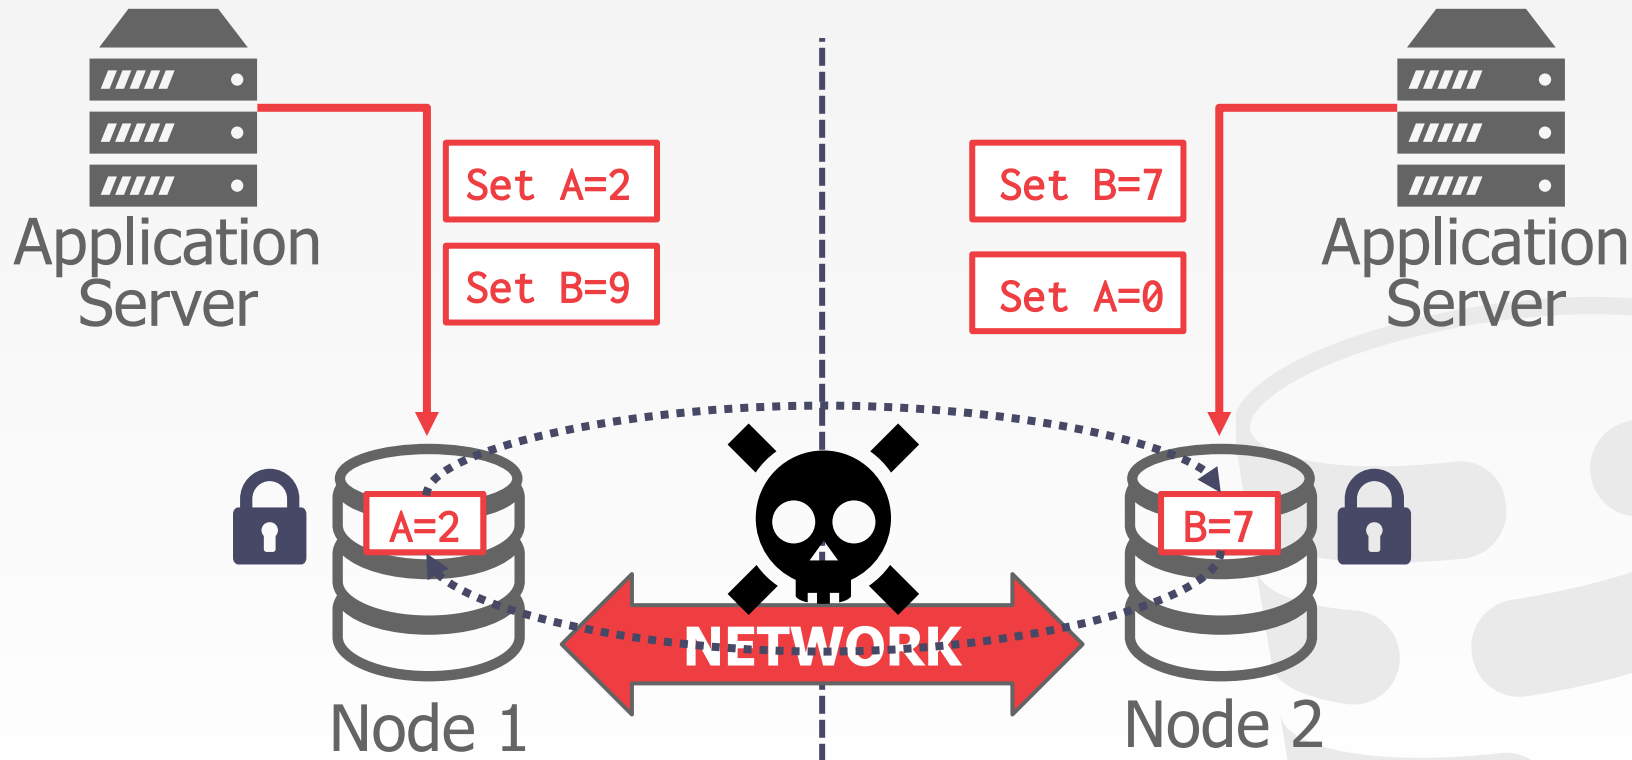 Set A=2
Set B=9
Application
Server
Set B=7
Set A=0
Application
Server
A=2
B=7
NETWORK
Node 1
Node 2